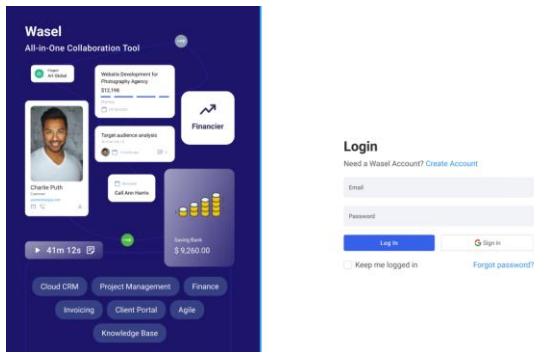 Wasel
All-in-One Collaboration Tool
Art Global
Website Development for
Photography Agency
$12,196
Financier
Target audience analysis
Charlie Puth
Call Ann Harris
41m 12s
Saving Bank
$ 9,260.00
Cloud CRM
Project Management
Finance
Invoicing
Client Portal
Agile
Knowledge Base
Login
Need a Wasel Account? Create Account
Email
Password
Log In
Sign in
Keep me logged in
Forgot password?